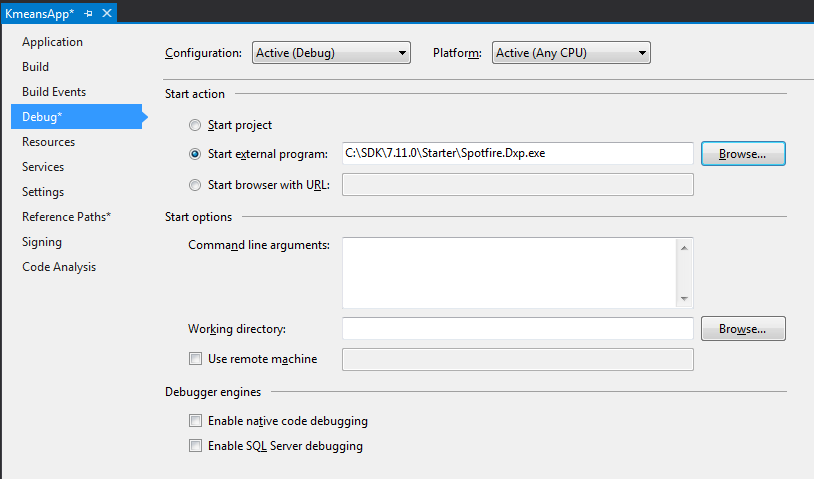 KmeansApp*
Application
Build
Build Events
Debug*
Resources
Services
Settings
Reference Paths*
Signing
Code Analysis
Configuration: Active (Debug) Platform: Active (Any CPU)
Start action
Start project
Start external program: C:\SDK\7.11.0\Starter\Spotfire.Dxp.exe Browse...
Start browser with URL:
Start options
Command line arguments:
Working directory: Browse...
Use remote machine
Debugger engines
Enable native code debugging
Enable SQL Server debugging